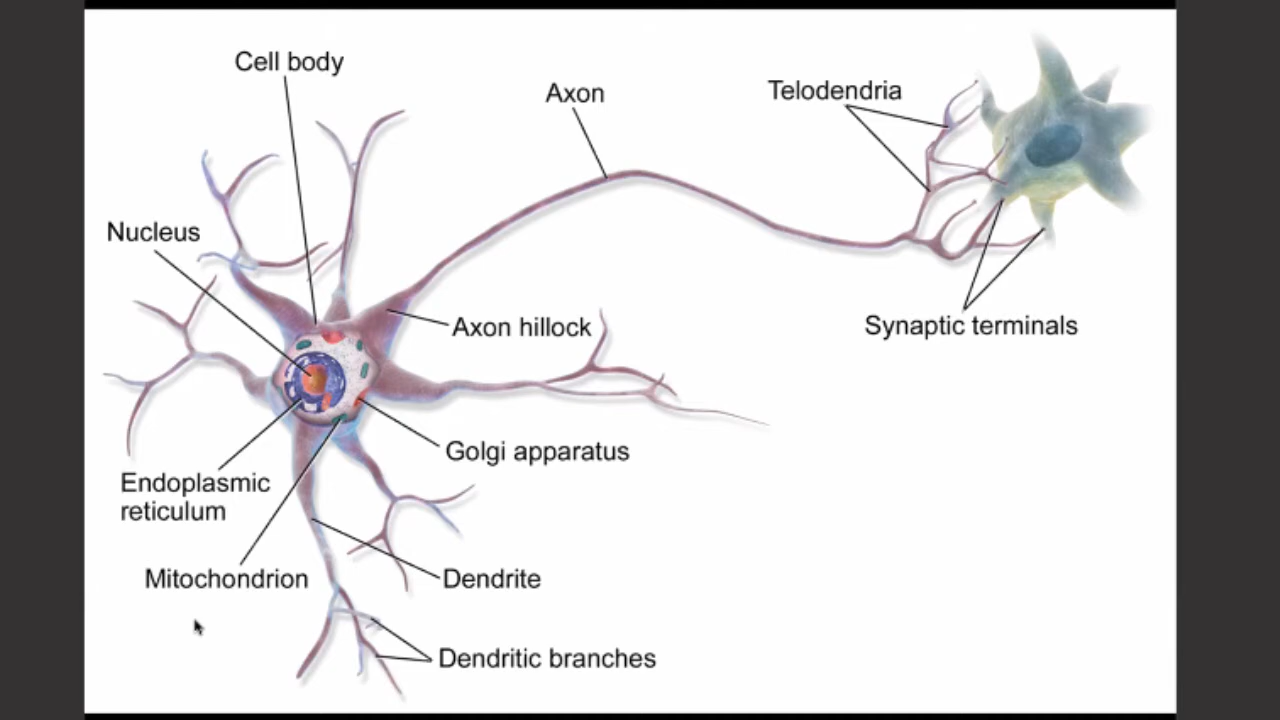 Cell body
Axon
Telodendria
Nucleus
Axon hillock
Synaptic terminals
Golgi apparatus
Endoplasmic
reticulum
Mitochondrion
Dendrite
Dendritic branches